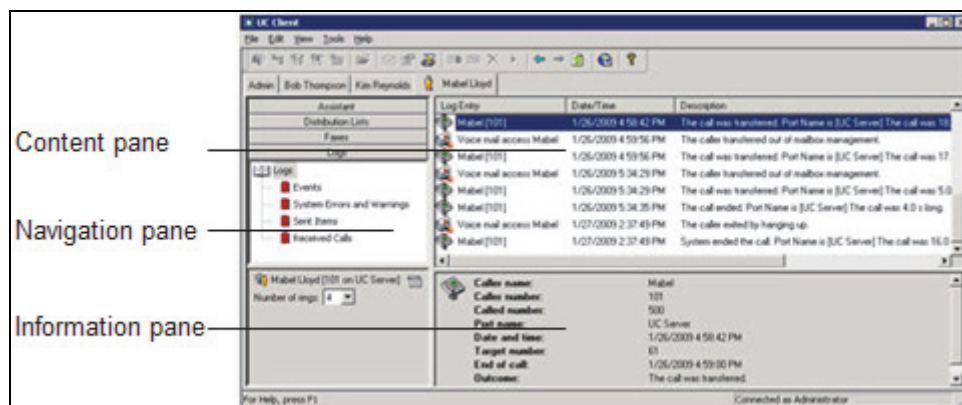 UC Client
File Edit View Tools Help
Admin Bob Thompson Kim Reynolds Mabel Lloyd
Content pane
Navigation pane
Information pane
Assistant
Distribution Lists
Faxes
Logs
Logs
Events
System Errors and Warnings
Sent Items
Received Calls
Log Entry Date/Time Description
Mabel [101] 1/26/2009 4:58:42 PM The call was transferred. Port Name is [UC Server] The call was 18.
Voice mail access Mabel 1/26/2009 4:59:56 PM The caller transferred out of mailbox management.
Mabel [101] 1/26/2009 4:59:56 PM The call was transferred. Port Name is [UC Server] The call was 17.
Voice mail access Mabel 1/26/2009 5:34:29 PM The caller transferred out of mailbox management.
Mabel [101] 1/26/2009 5:34:29 PM The call was transferred. Port Name is [UC Server] The call was 5.0
Mabel [101] 1/26/2009 5:34:35 PM The call ended. Port Name is [UC Server] The call was 4.0 s long.
Voice mail access Mabel 1/27/2009 2:37:49 PM The caller exited by hanging up.
Mabel [101] 1/27/2009 2:37:49 PM System ended the call. Port Name is [UC Server] The call was 16.0
Mabel Lloyd [101 on UC Server]
Number of rings: 4
Caller name: Mabel
Caller number: 101
Called number: 500
Port name: UC Server
Date and time: 1/26/2009 4:58:42 PM
Target number: 61
End of call: 1/26/2009 4:59:00 PM
Outcome: The call was transferred.
For Help, press F1
Connected as Administrator